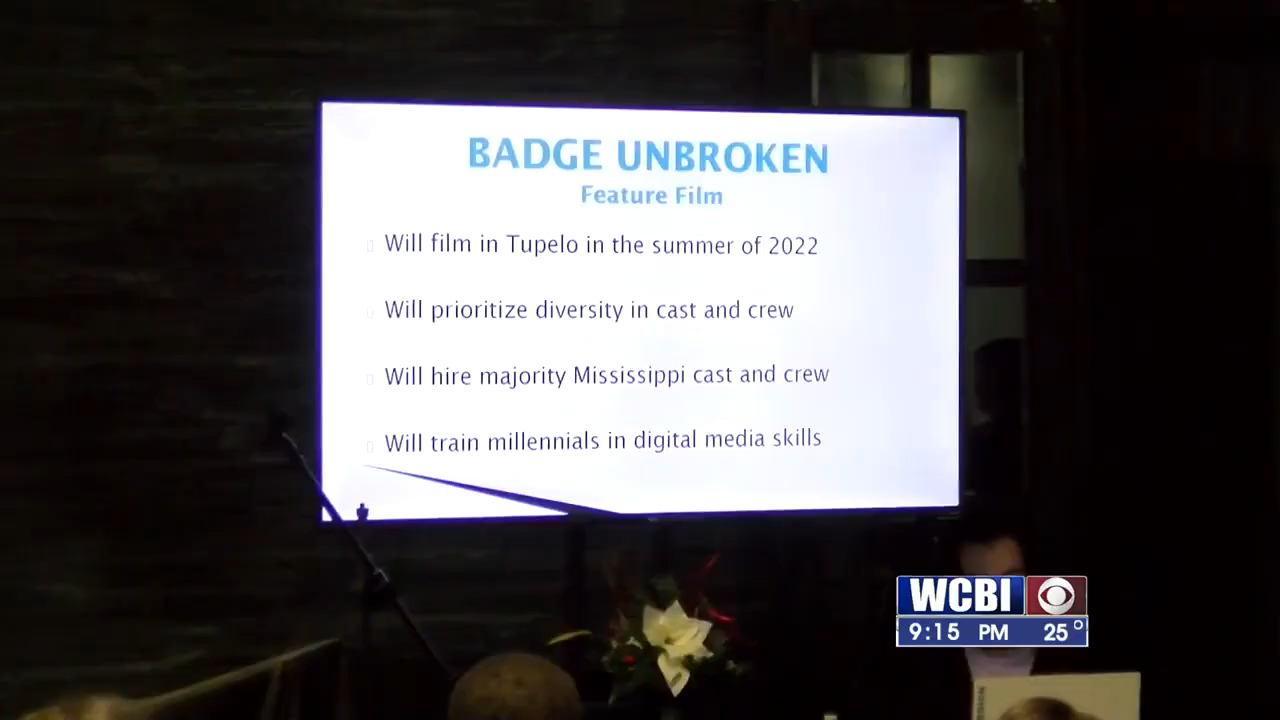 BADGE UNBROKEN
Feature Film
Will film in Tupelo in the summer of 2022
Will prioritize diversity in cast and crew
Will hire majority Mississippi cast and crew
Will train millennials in digital media skills
WCBI
9:15 PM 25°